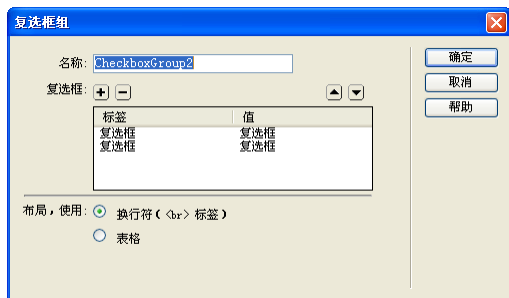 复选框组
名称: CheckboxGroup2
确定
复选框:
取消
帮助
标签 值
复选框 复选框
复选框 复选框
布局，使用: 换行符（<br> 标签）
表格